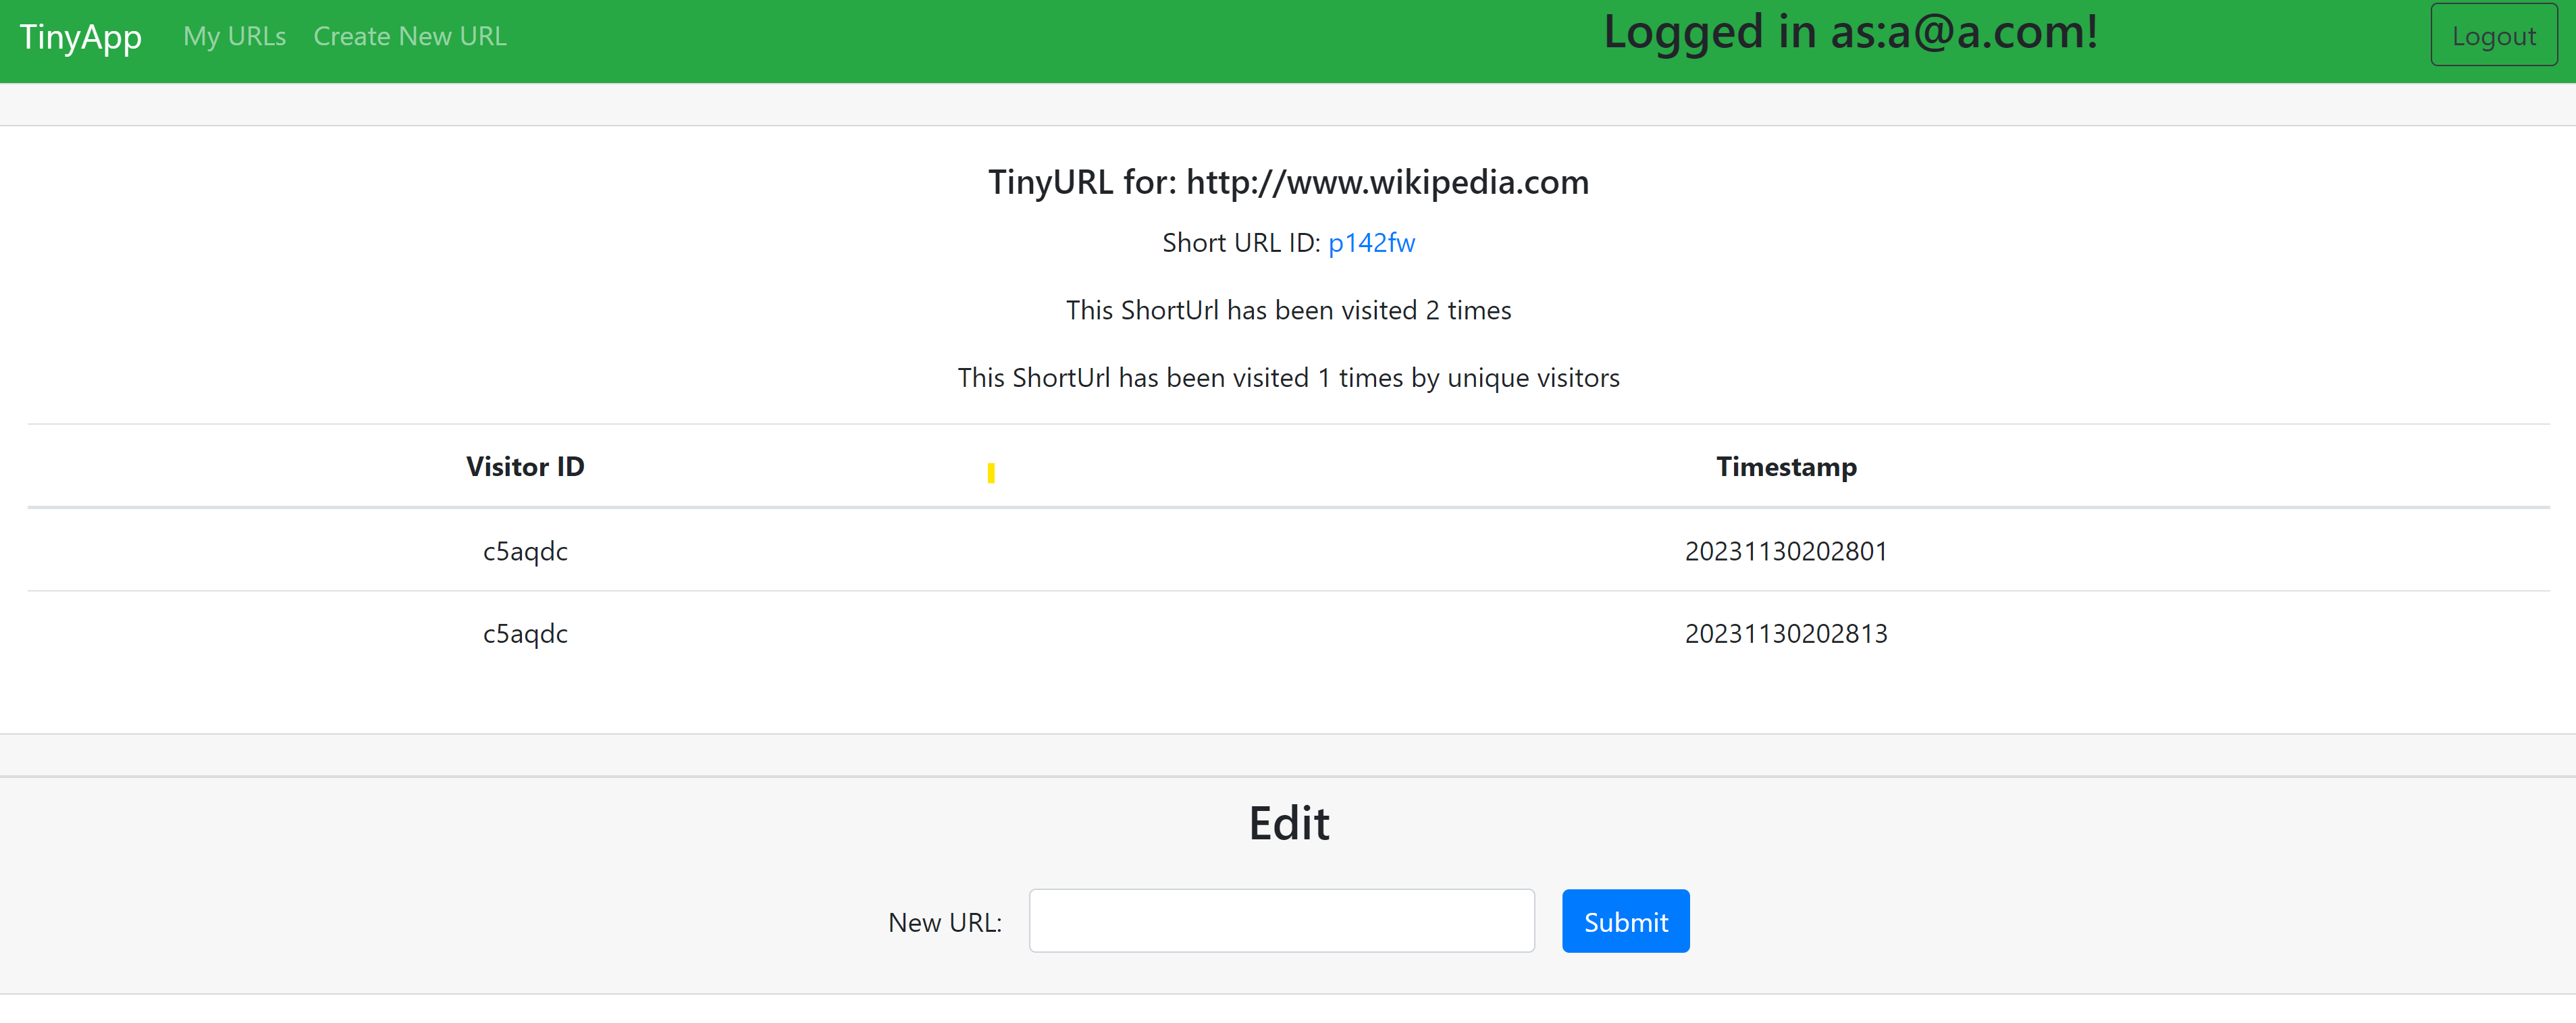 TinyApp My URLs Create New URL Logged in as:a@a.com! Logout
TinyURL for: http://www.wikipedia.com
Short URL ID: p142fw
This ShortUrl has been visited 2 times
This ShortUrl has been visited 1 times by unique visitors
Visitor ID Timestamp
c5aqdc 20231130202801
c5aqdc 20231130202813
Edit
New URL: Submit